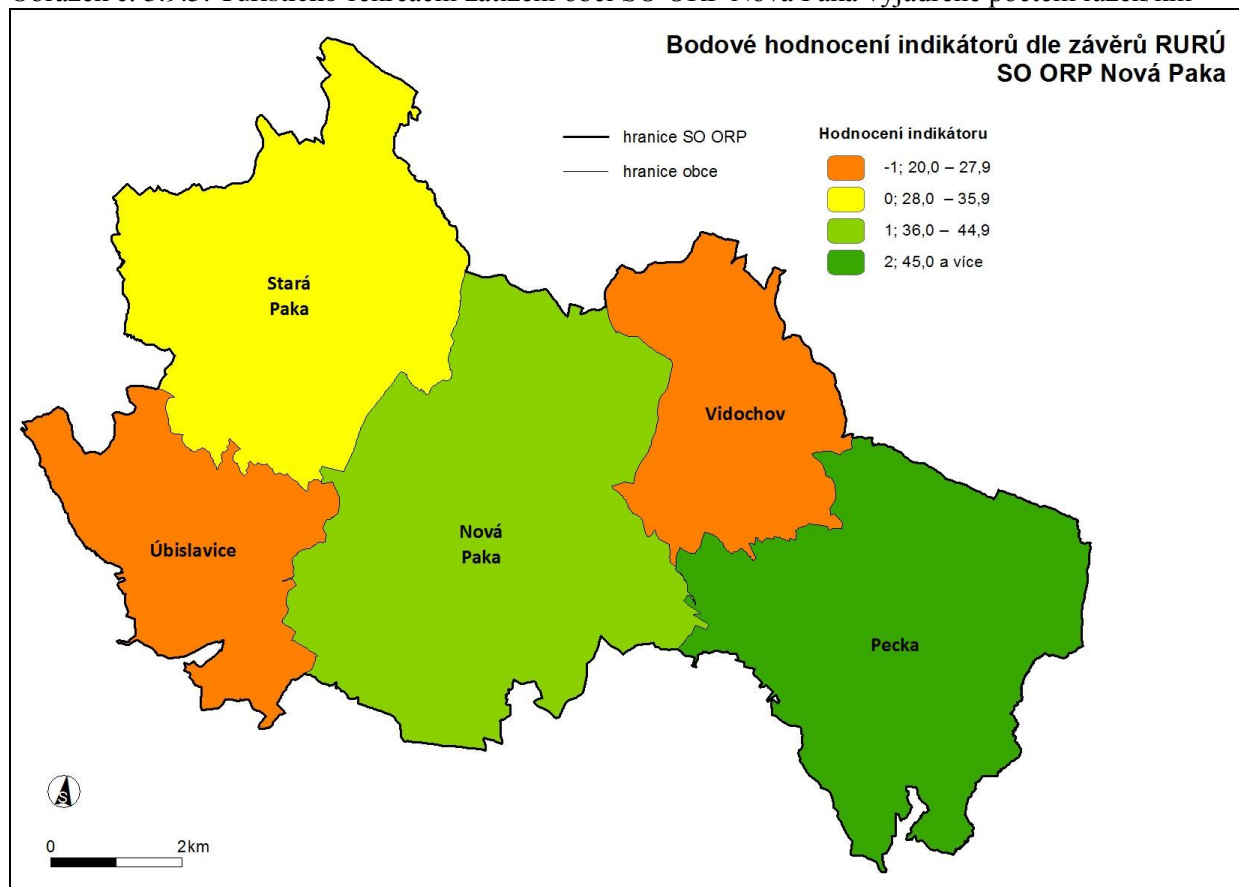 Bodové hodnocení indikátorů dle závěrů RURÚ
SO ORP Nová Paka
hranice SO ORP
hranice obce
Hodnocení indikátoru
-1; 20,0 – 27,9
0; 28,0 – 35,9
1; 36,0 – 44,9
2; 45,0 a více
Stará
Paka
Vidochov
Úbislavice
Nová
Paka
Pecka
S
0 2km